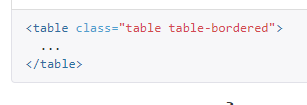 <table class="table table-bordered">
  ...
</table>